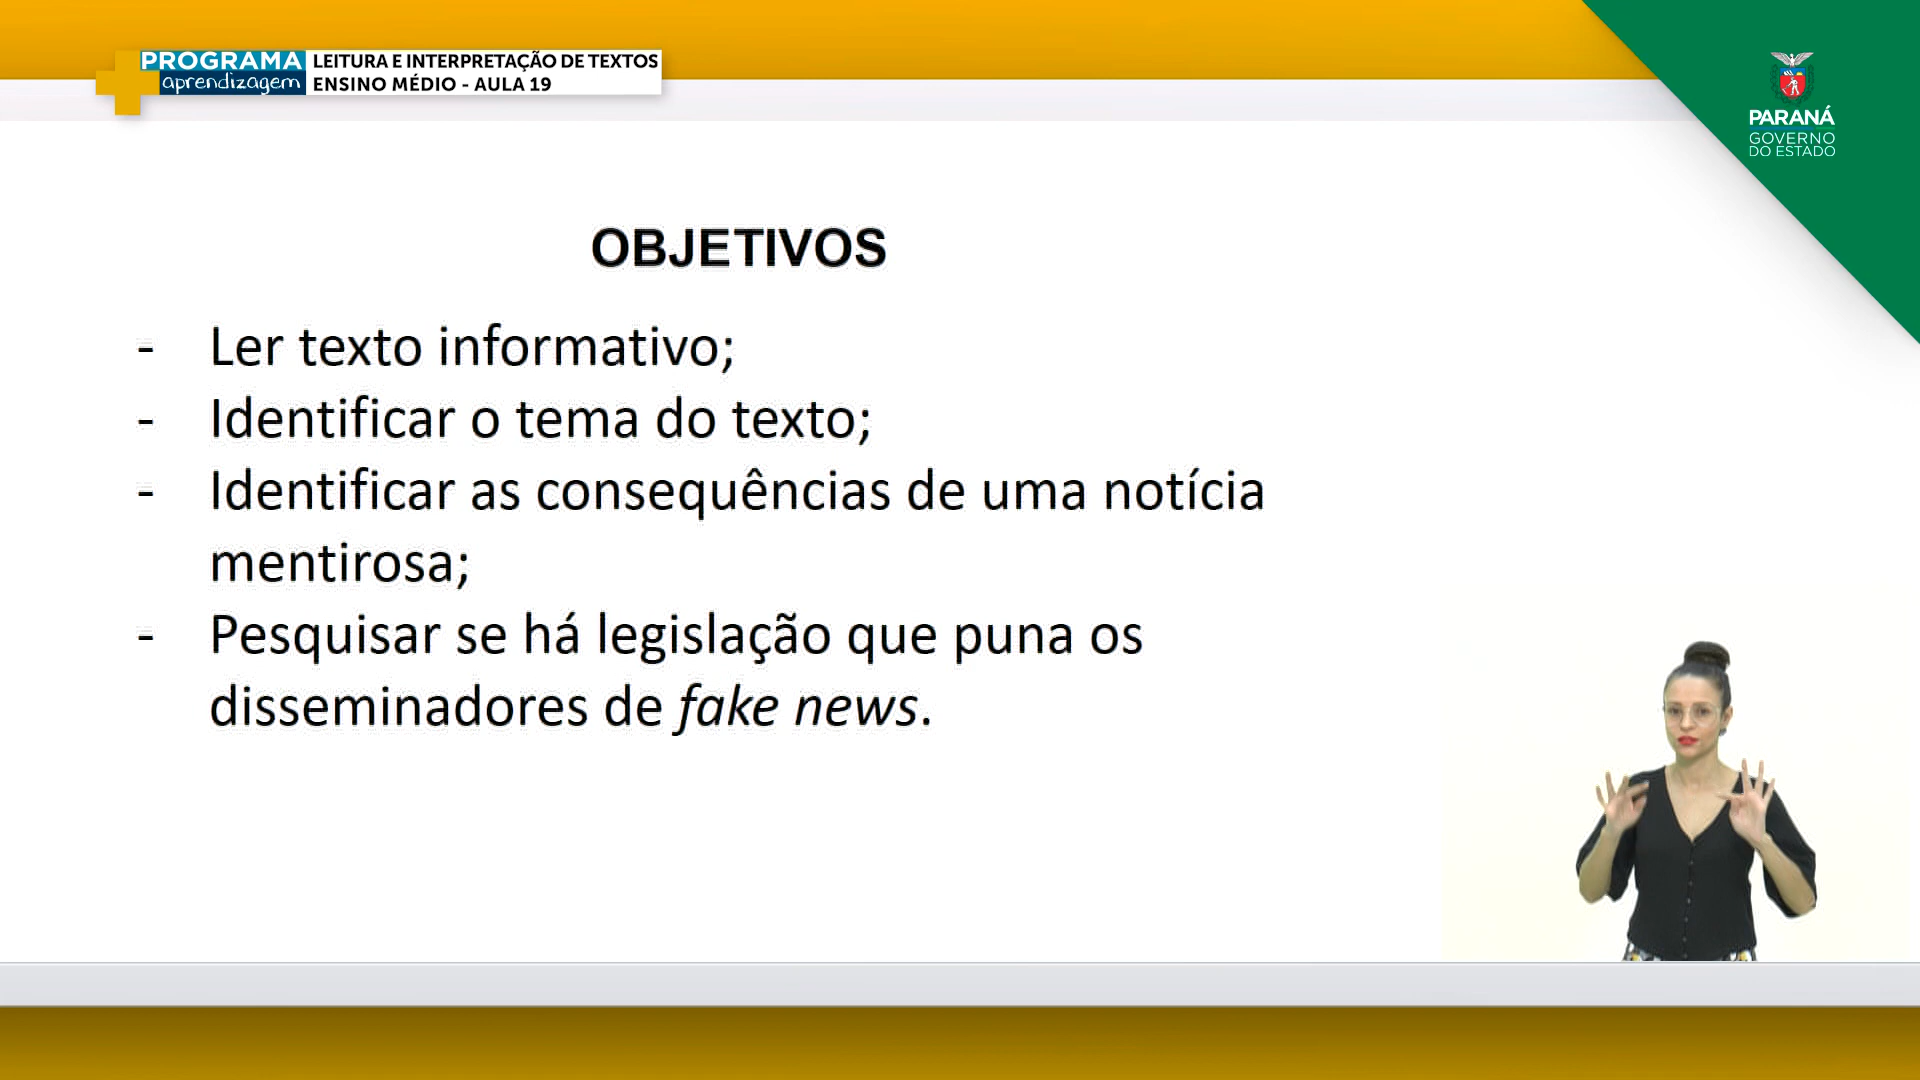 PROGRAMA
aprendizagem
LEITURA E INTERPRETAÇÃO DE TEXTOS
ENSINO MÉDIO - AULA 19
PARANÁ
GOVERNO
DO ESTADO
OBJETIVOS
- Ler texto informativo;
- Identificar o tema do texto;
- Identificar as consequências de uma notícia
mentirosa;
- Pesquisar se há legislação que puna os
disseminadores de fake news.